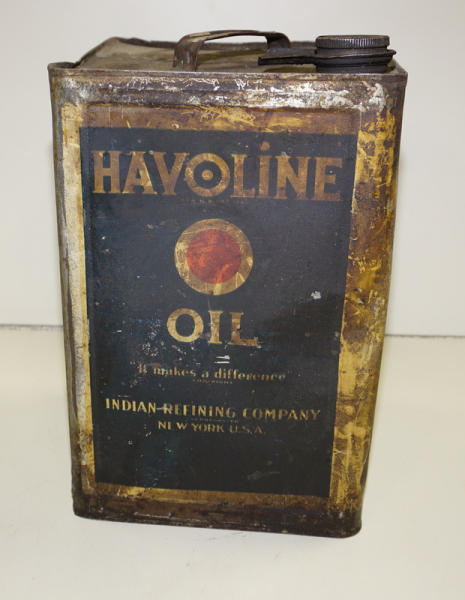 HAVOLINE
OIL
"It makes a difference"
INDIAN REFINING COMPANY
NEW YORK U.S.A.